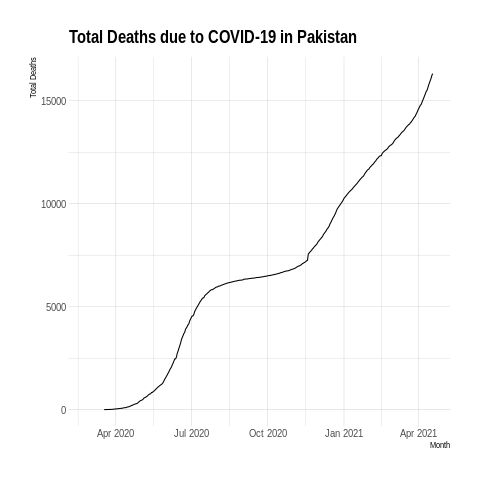 Total Deaths due to COVID-19 in Pakistan
Total Deaths
15000
10000
5000
0
Apr 2020
Jul 2020
Oct 2020
Jan 2021
Apr 2021
Month